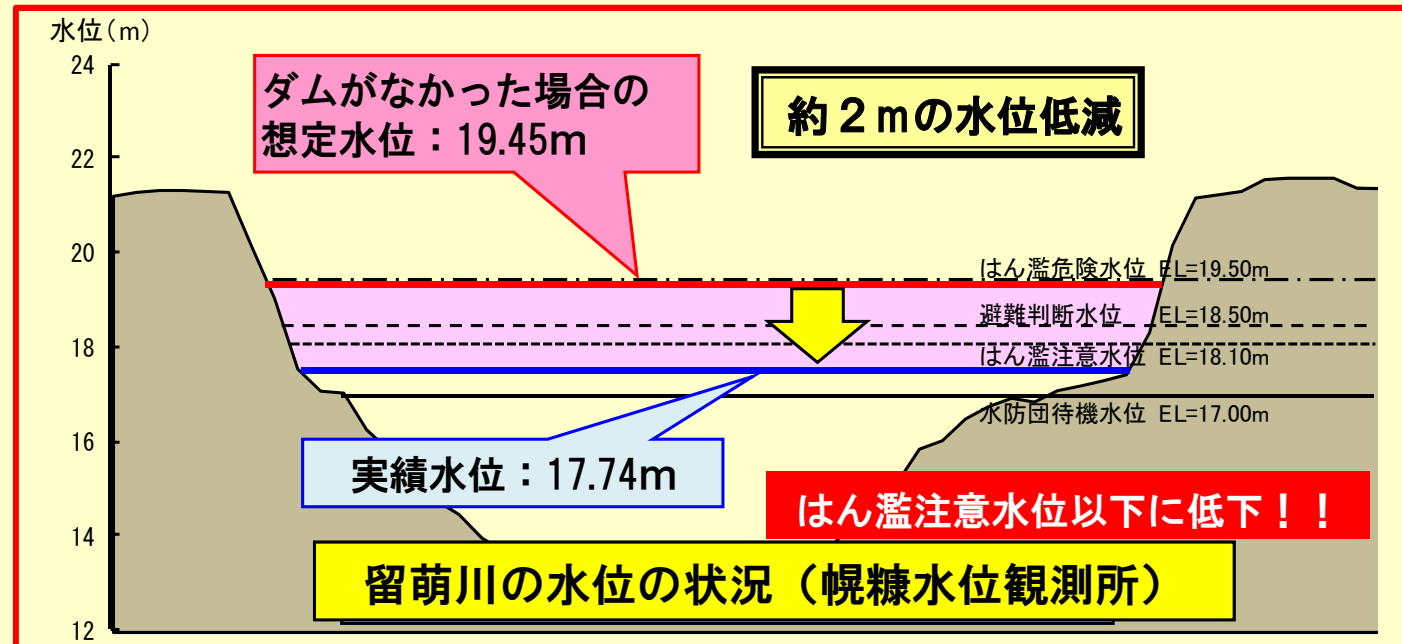 水位(m)
24
22
20
18
16
14
12
ダムがなかった場合の
想定水位：19.45m
約２mの水位低減
はん濫危険水位 EL=19.50m
避難判断水位 EL=18.50m
はん濫注意水位 EL=18.10m
水防団待機水位 EL=17.00m
実績水位：17.74m
はん濫注意水位以下に低下！！
留萌川の水位の状況（幌糠水位観測所）